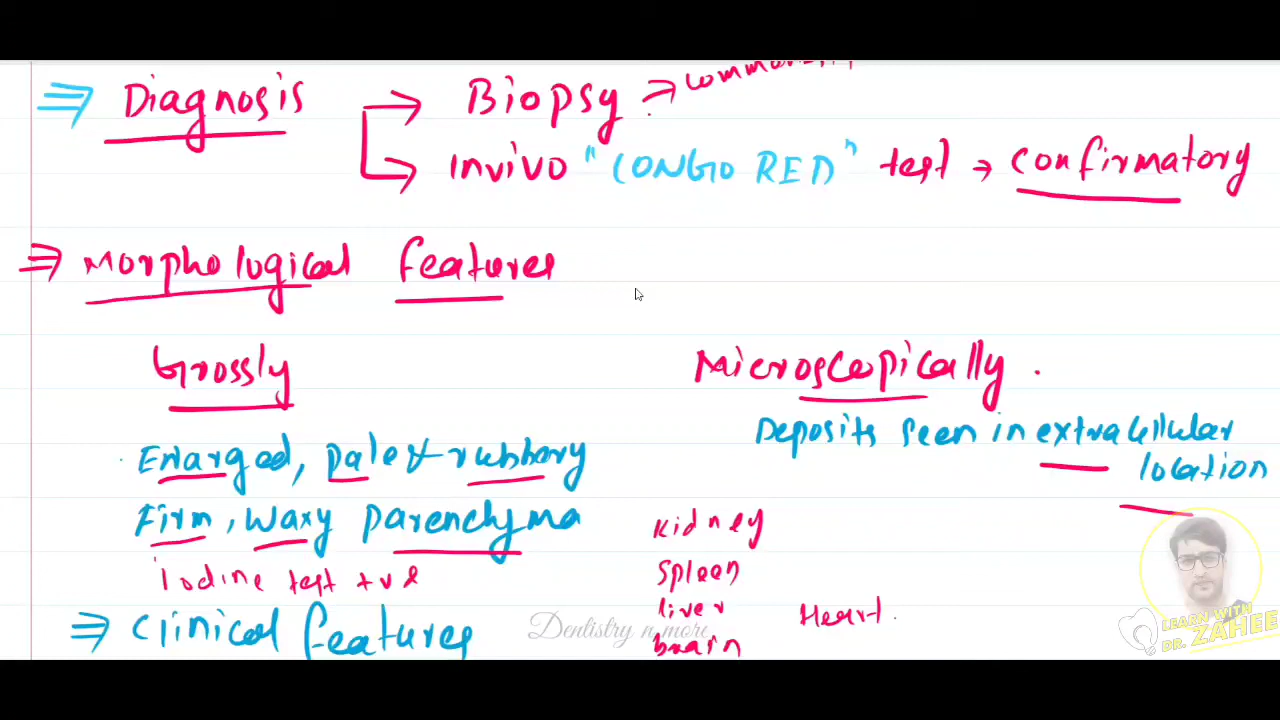 ⇒ Diagnosis → Biopsy →
→ Invivo "CONGO RED" test → confirmatory
⇒ Morphological features
Grossly
Microscopically.
Deposits seen in extracellular
location
Enlarged, pale & rubbery
Firm, waxy parenchyma
Iodine test +ve
Kidney
Spleen
liver
brain
Heart.
⇒ Clinical features
Dentistry n more
LEARN WITH
DR. ZAHEE